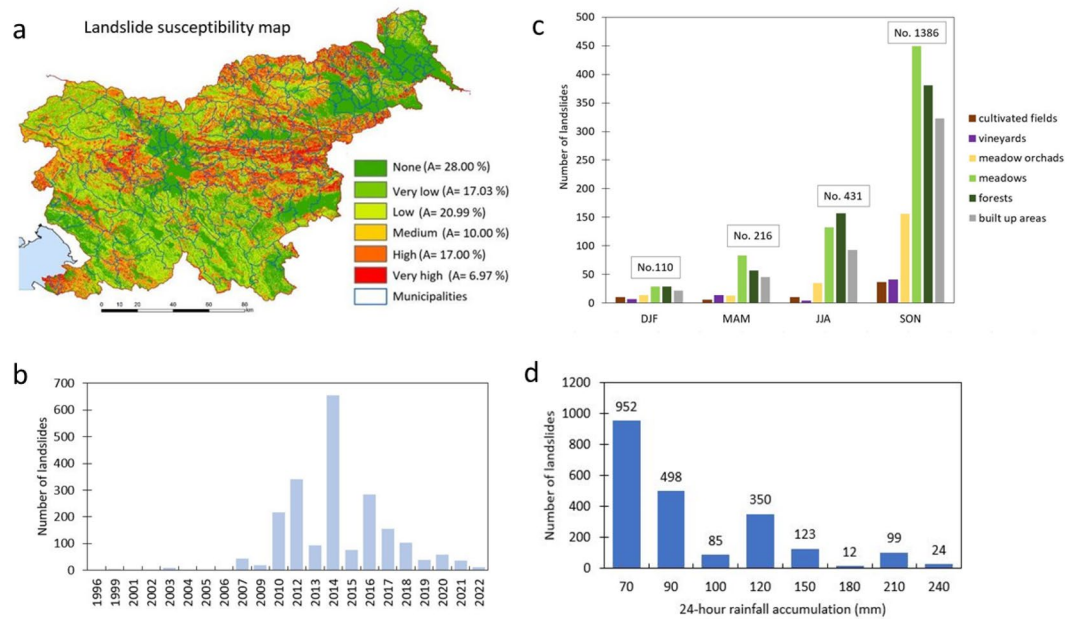 a
Landslide susceptibility map
None (A= 28.00 %)
Very low (A= 17.03 %)
Low (A= 20.99 %)
Medium (A= 10.00 %)
High (A= 17.00 %)
Very high (A= 6.97 %)
Municipalities
0 10 20 40 60 80
km
c
500
450
400
350
300
250
200
150
100
50
0
Number of landslides
No.110
No. 216
No. 431
No. 1386
DJF MAM JJA SON
cultivated fields
vineyards
meadow orchads
meadows
forests
built up areas
b
700
600
500
400
300
200
100
0
Number of landslides
1996 1999 2001 2002 2003 2004 2005 2006 2007 2009 2010 2012 2013 2014 2015 2016 2017 2018 2019 2020 2021 2022
d
1200
1000
800
600
400
200
0
Number of landslides
952 498 85 350 123 12 99 24
70 90 100 120 150 180 210 240
24-hour rainfall accumulation (mm)